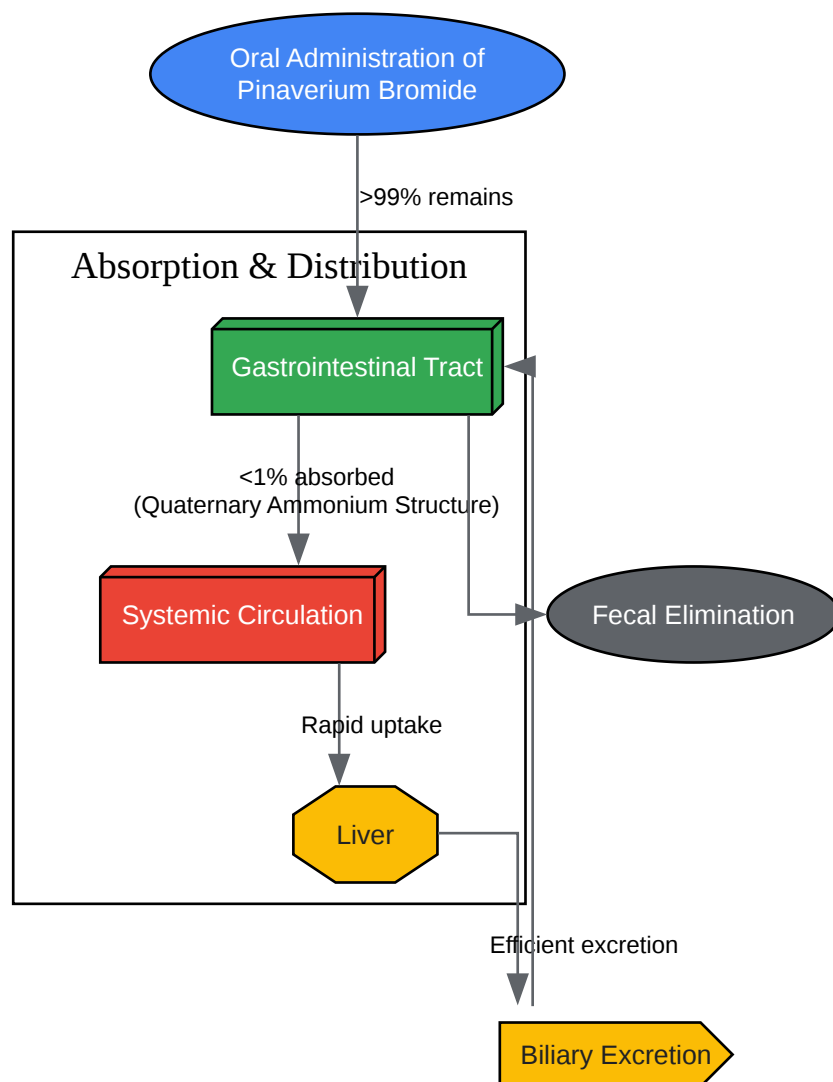 Oral Administration of
Pinaverium Bromide
>99% remains
Absorption & Distribution
Gastrointestinal Tract
<1% absorbed
(Quaternary Ammonium Structure)
Systemic Circulation
Fecal Elimination
Rapid uptake
Liver
Efficient excretion
Biliary Excretion